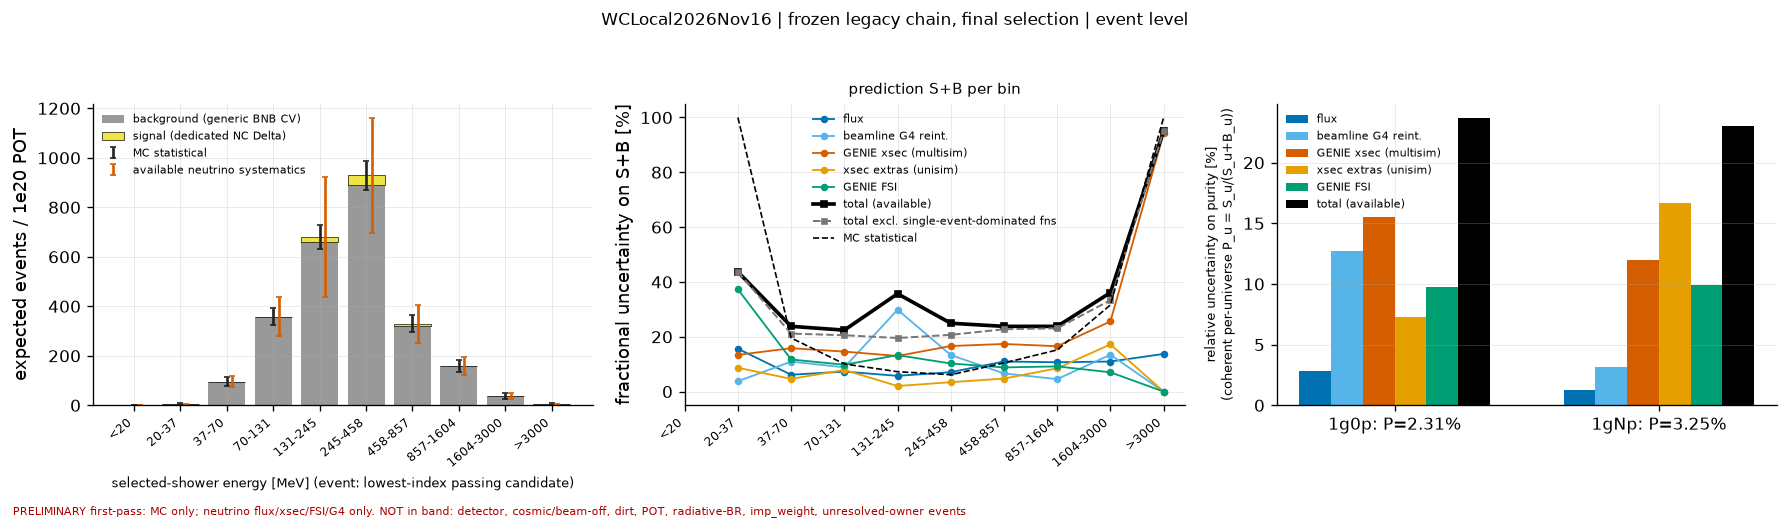 WCLocal2026Nov16 | frozen legacy chain, final selection | event level
expected events / 1e20 POT
1200
1000
800
600
400
200
0
background (generic BNB CV)
signal (dedicated NC Delta)
MC statistical
available neutrino systematics
<20
20-37
37-70
70-131
131-245
245-458
458-857
857-1604
1604-3000
>3000
selected-shower energy [MeV] (event: lowest-index passing candidate)
prediction S+B per bin
fractional uncertainty on S+B [%]
100
80
60
40
20
0
flux
beamline G4 reint.
GENIE xsec (multisim)
xsec extras (unisim)
GENIE FSI
total (available)
total excl. single-event-dominated fns
MC statistical
<20
20-37
37-70
70-131
131-245
245-458
458-857
857-1604
1604-3000
>3000
relative uncertainty on purity [%]
(coherent per-universe P_u = S_u/(S_u+B_u))
20
15
10
5
0
flux
beamline G4 reint.
GENIE xsec (multisim)
xsec extras (unisim)
GENIE FSI
total (available)
1g0p: P=2.31%
1gNp: P=3.25%
PRELIMINARY first-pass: MC only; neutrino flux/xsec/FSI/G4 only. NOT in band: detector, cosmic/beam-off, dirt, POT, radiative-BR, imp_weight, unresolved-owner events